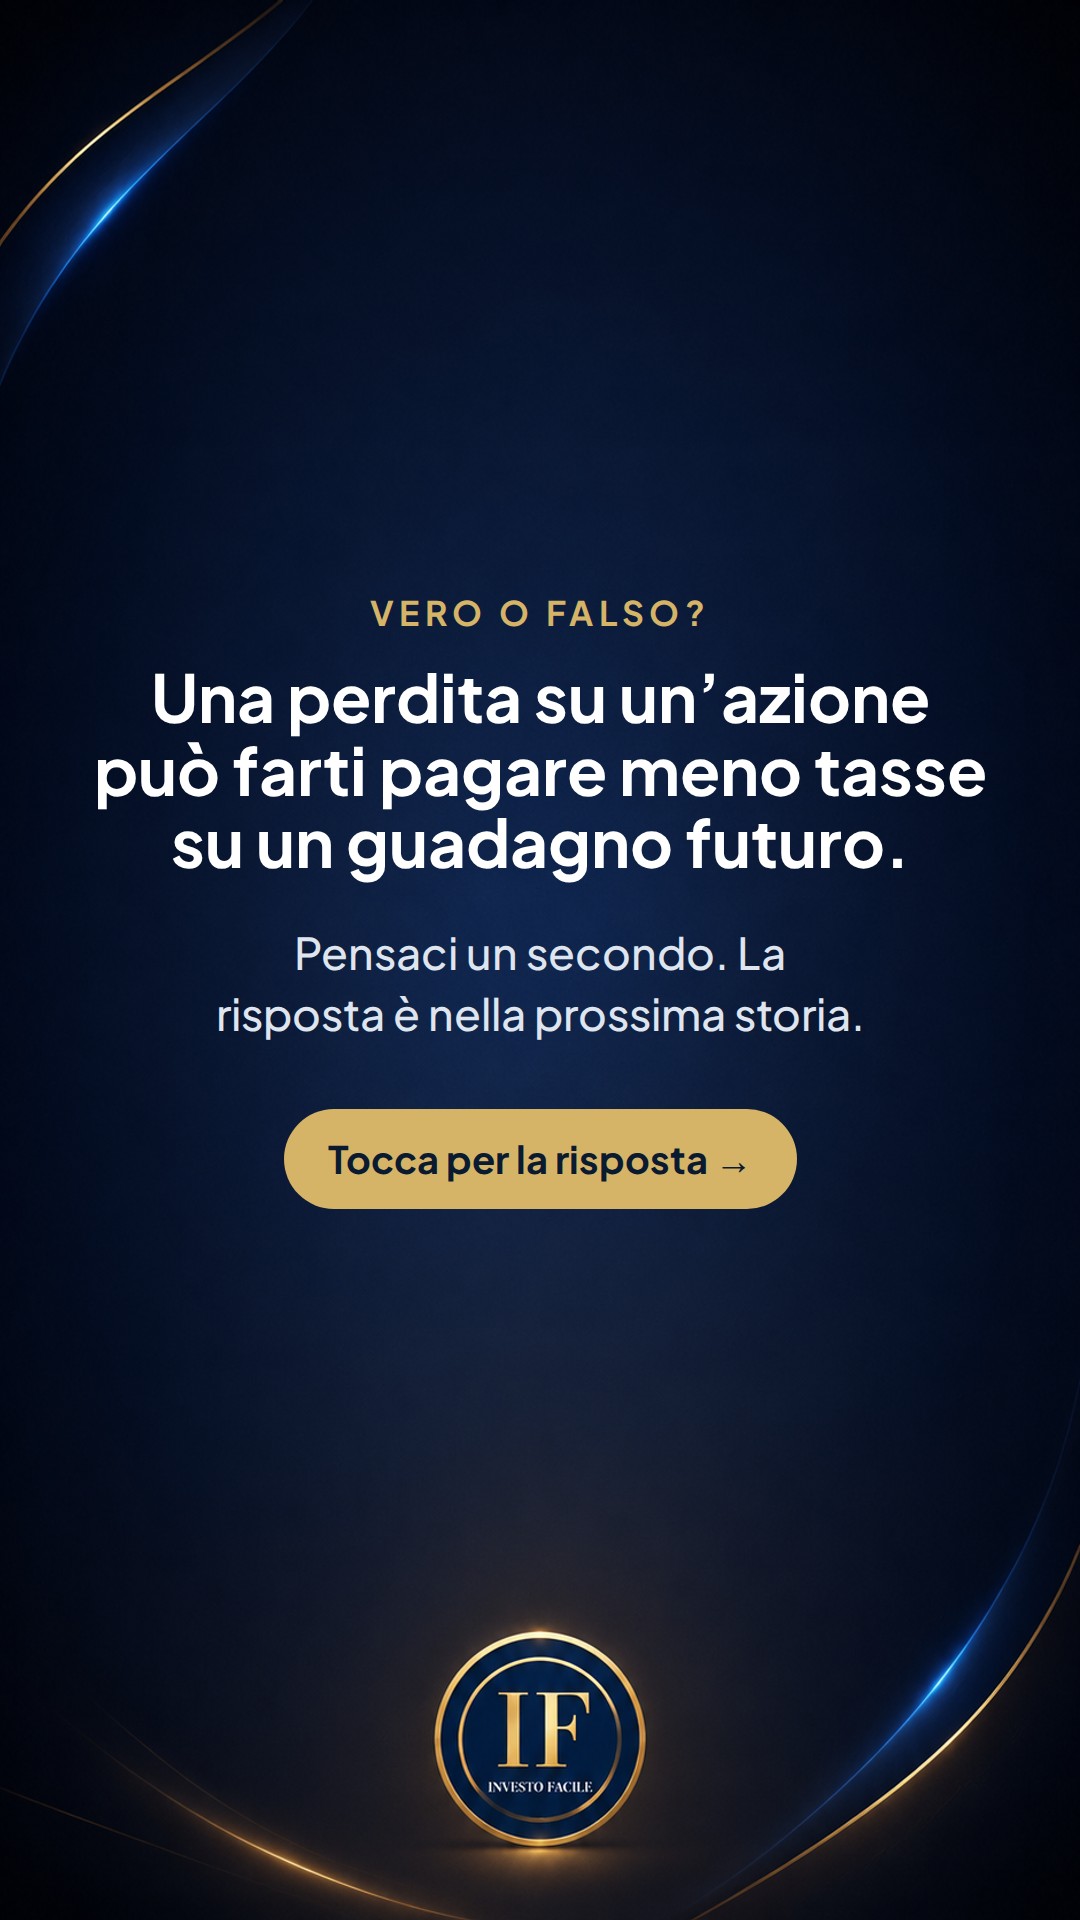 VERO O FALSO?
Una perdita su un’azione
può farti pagare meno tasse
su un guadagno futuro.
Pensaci un secondo. La
risposta è nella prossima storia.
Tocca per la risposta →
IF
INVESTO FACILE